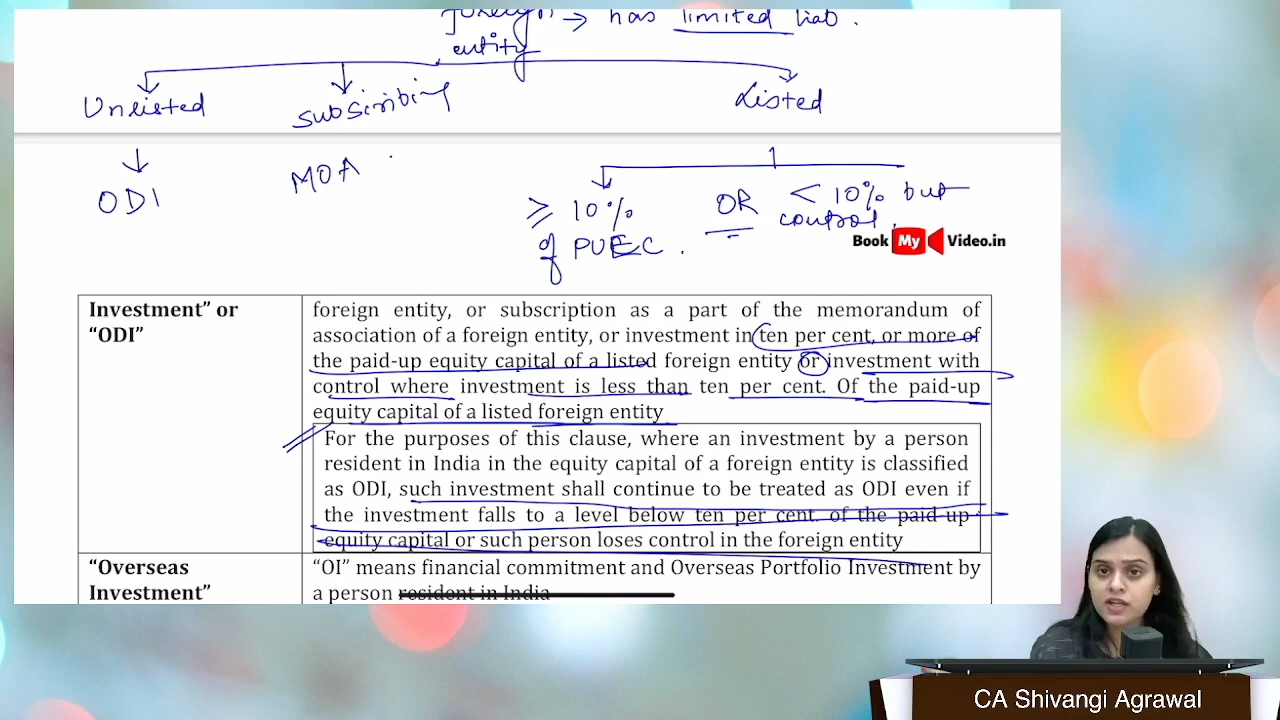 foreign → has limited liab.
entity
Unlisted Subscribing Listed
↓ MOA
ODI ≥ 10% OR < 10% but
of PUEC. control.
Book My Video.in
Investment” or foreign entity, or subscription as a part of the memorandum of
“ODI” association of a foreign entity, or investment in ten per cent, or more of
the paid-up equity capital of a listed foreign entity or investment with
control where investment is less than ten per cent. Of the paid-up
equity capital of a listed foreign entity
For the purposes of this clause, where an investment by a person
resident in India in the equity capital of a foreign entity is classified
as ODI, such investment shall continue to be treated as ODI even if
the investment falls to a level below ten per cent. of the paid-up
equity capital or such person loses control in the foreign entity
“Overseas “OI” means financial commitment and Overseas Portfolio Investment by
Investment” a person resident in India
CA Shivangi Agrawal